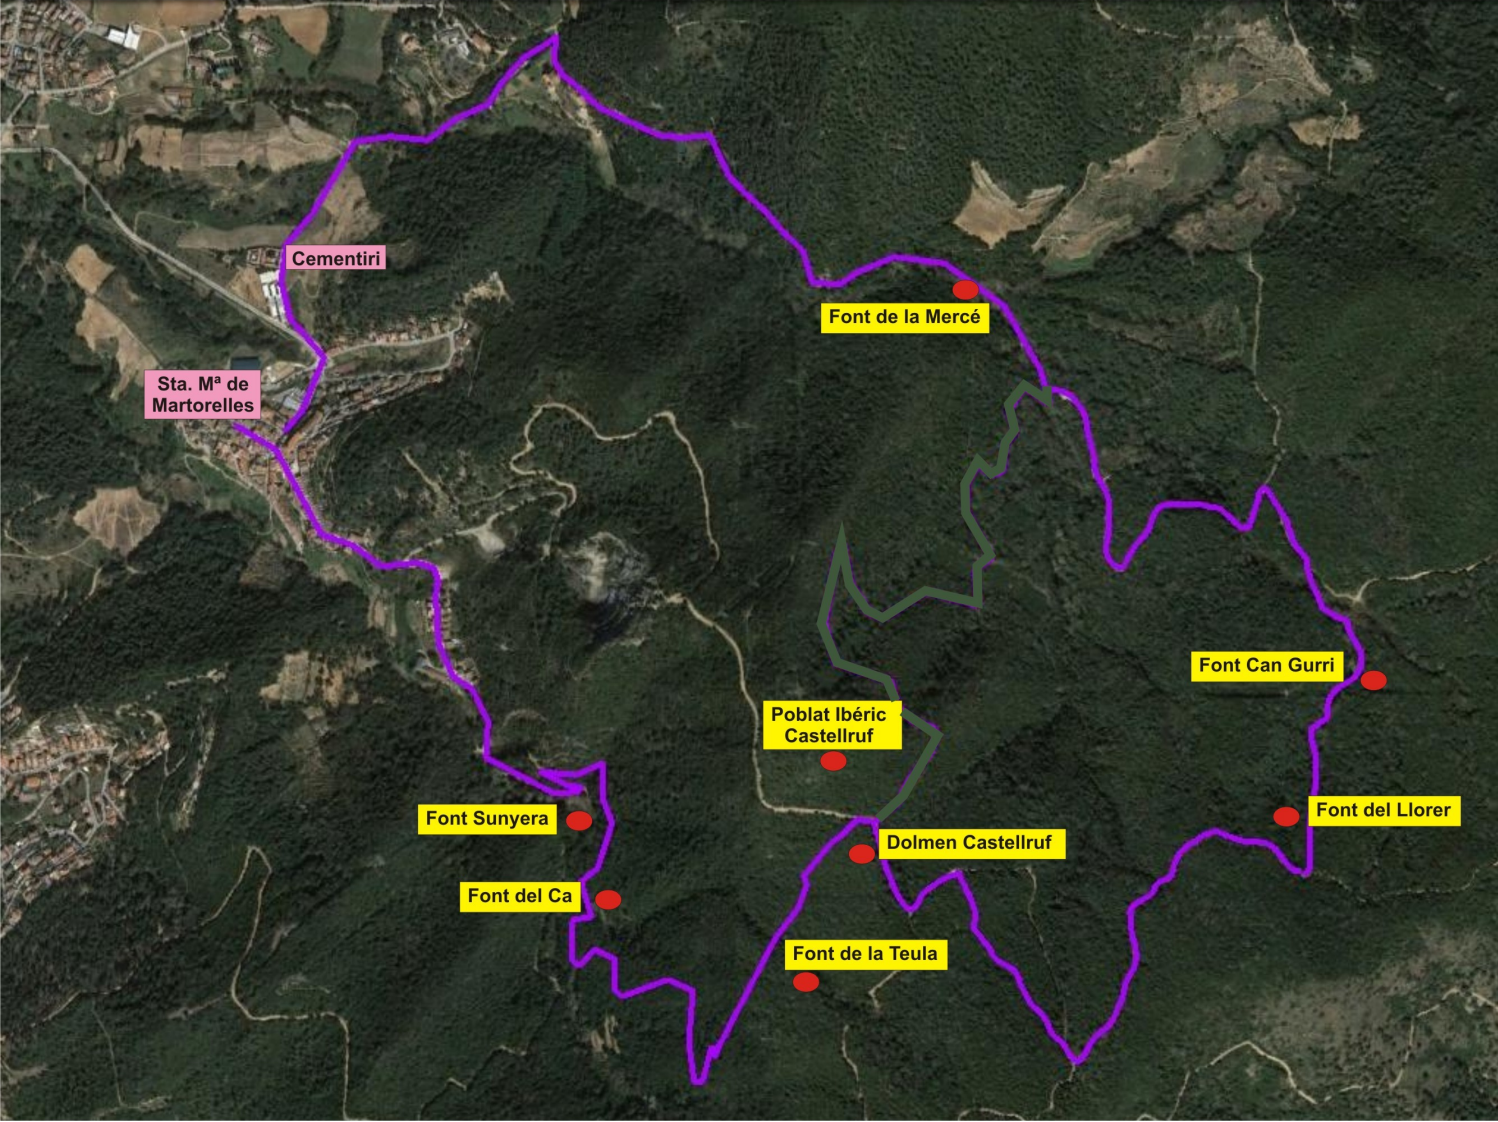 Cementiri
Font de la Mercé
Sta. Mª de
Martorelles
Font Can Gurri
Poblat Ibéric
Castellruf
Font Sunyera
Font del Llorer
Dolmen Castellruf
Font del Ca
Font de la Teula